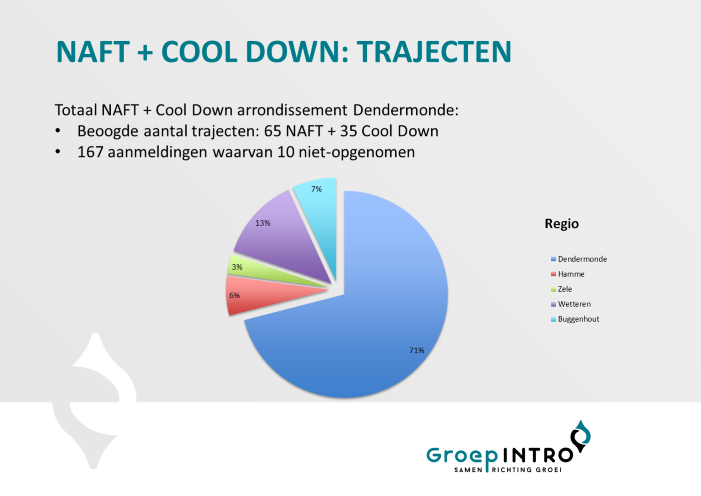 NAFT + COOL DOWN: TRAJECTEN
Totaal NAFT + Cool Down arrondissement Dendermonde:
• Beoogde aantal trajecten: 65 NAFT + 35 Cool Down
• 167 aanmeldingen waarvan 10 niet-opgenomen
7%
13%
3%
6%
71%
Regio
Dendermonde
Hamme
Zele
Wetteren
Buggenhout
GroepINTRO
SAMEN RICHTING GROEI